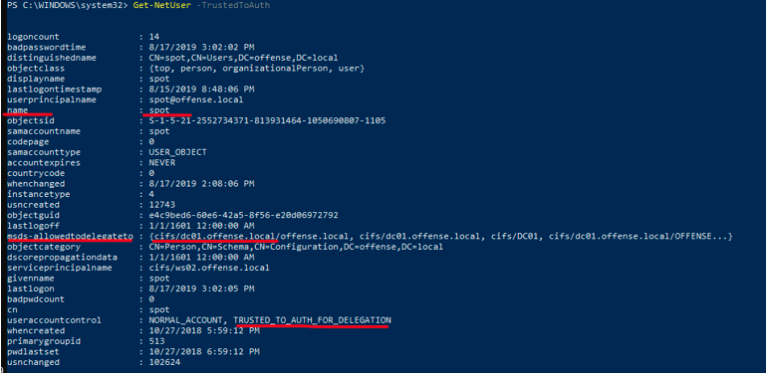 PS C:\WINDOWS\system32> Get-NetUser -TrustedToAuth
logoncount : 14
badpasswordtime : 8/17/2019 3:02:02 PM
distinguishedname : CN=spot,CN=Users,DC=offense,DC=local
objectclass : {top, person, organizationalPerson, user}
displayname : spot
lastlogontimestamp : 8/15/2019 8:48:06 PM
userprincipalname : spot@offense.local
name : spot
objectsid : S-1-5-21-2552734371-813931464-1050690807-1105
samaccountname : spot
codepage : 0
samaccounttype : USER_OBJECT
accountexpires : NEVER
countrycode : 0
whenchanged : 8/17/2019 2:08:06 PM
instancetype : 4
usncreated : 12743
objectguid : e4c9bed6-60e6-42a5-8f56-e20d06972792
lastlogoff : 1/1/1601 12:00:00 AM
msds-allowedtodelegateto : {cifs/dc01.offense.local/offense.local, cifs/dc01.offense.local, cifs/DC01, cifs/dc01.offense.local/OFFENSE...}
objectcategory : CN=Person,CN=Schema,CN=Configuration,DC=offense,DC=local
dscorepropagationdata : 1/1/1601 12:00:00 AM
serviceprincipalname : cifs/ws02.offense.local
givenname : spot
lastlogon : 8/17/2019 3:02:05 PM
badpwdcount : 0
cn : spot
useraccountcontrol : NORMAL_ACCOUNT, TRUSTED_TO_AUTH_FOR_DELEGATION
whencreated : 10/27/2018 5:59:12 PM
primarygroupid : 513
pwdlastset : 10/27/2018 6:59:12 PM
usnchanged : 102624